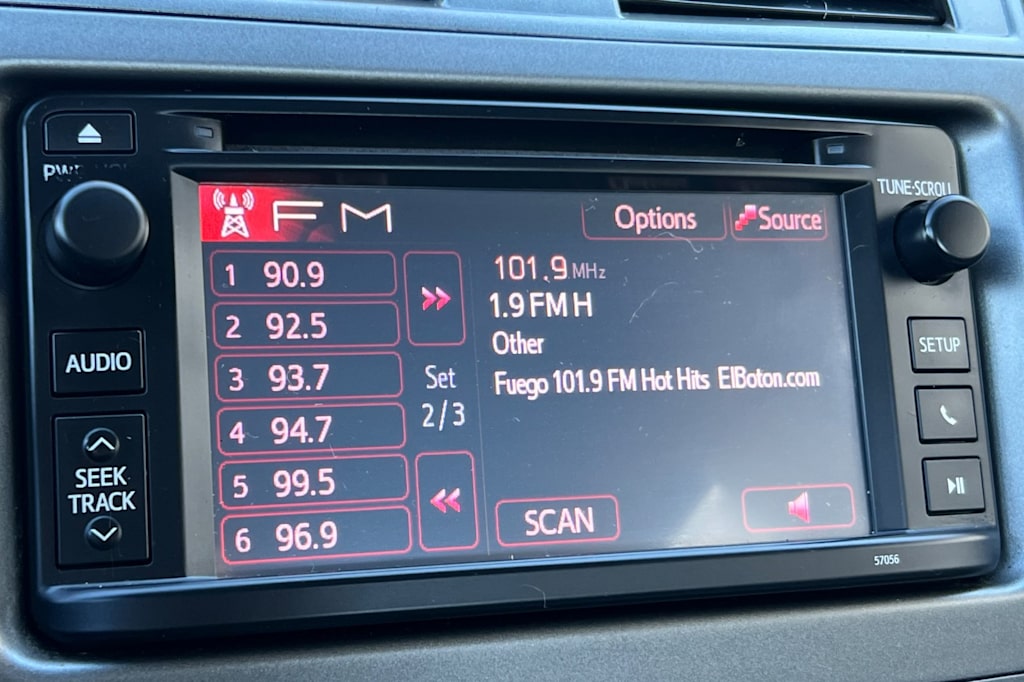 PWR VOL
TUNE·SCROLL
FM
Options
Source
1 90.9
2 92.5
3 93.7
4 94.7
5 99.5
6 96.9
Set
2/3
101.9 MHz
1.9 FM H
Other
Fuego 101.9 FM Hot Hits ElBoton.com
SCAN
AUDIO
SEEK
TRACK
SETUP
57056